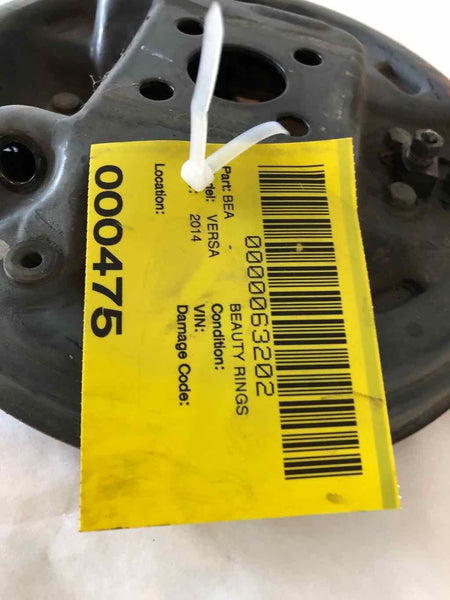 0000063202
Part: BEA - BEAUTY RINGS
del: VERSA Condition:
: 2014 VIN:
Location: Damage Code:
000475